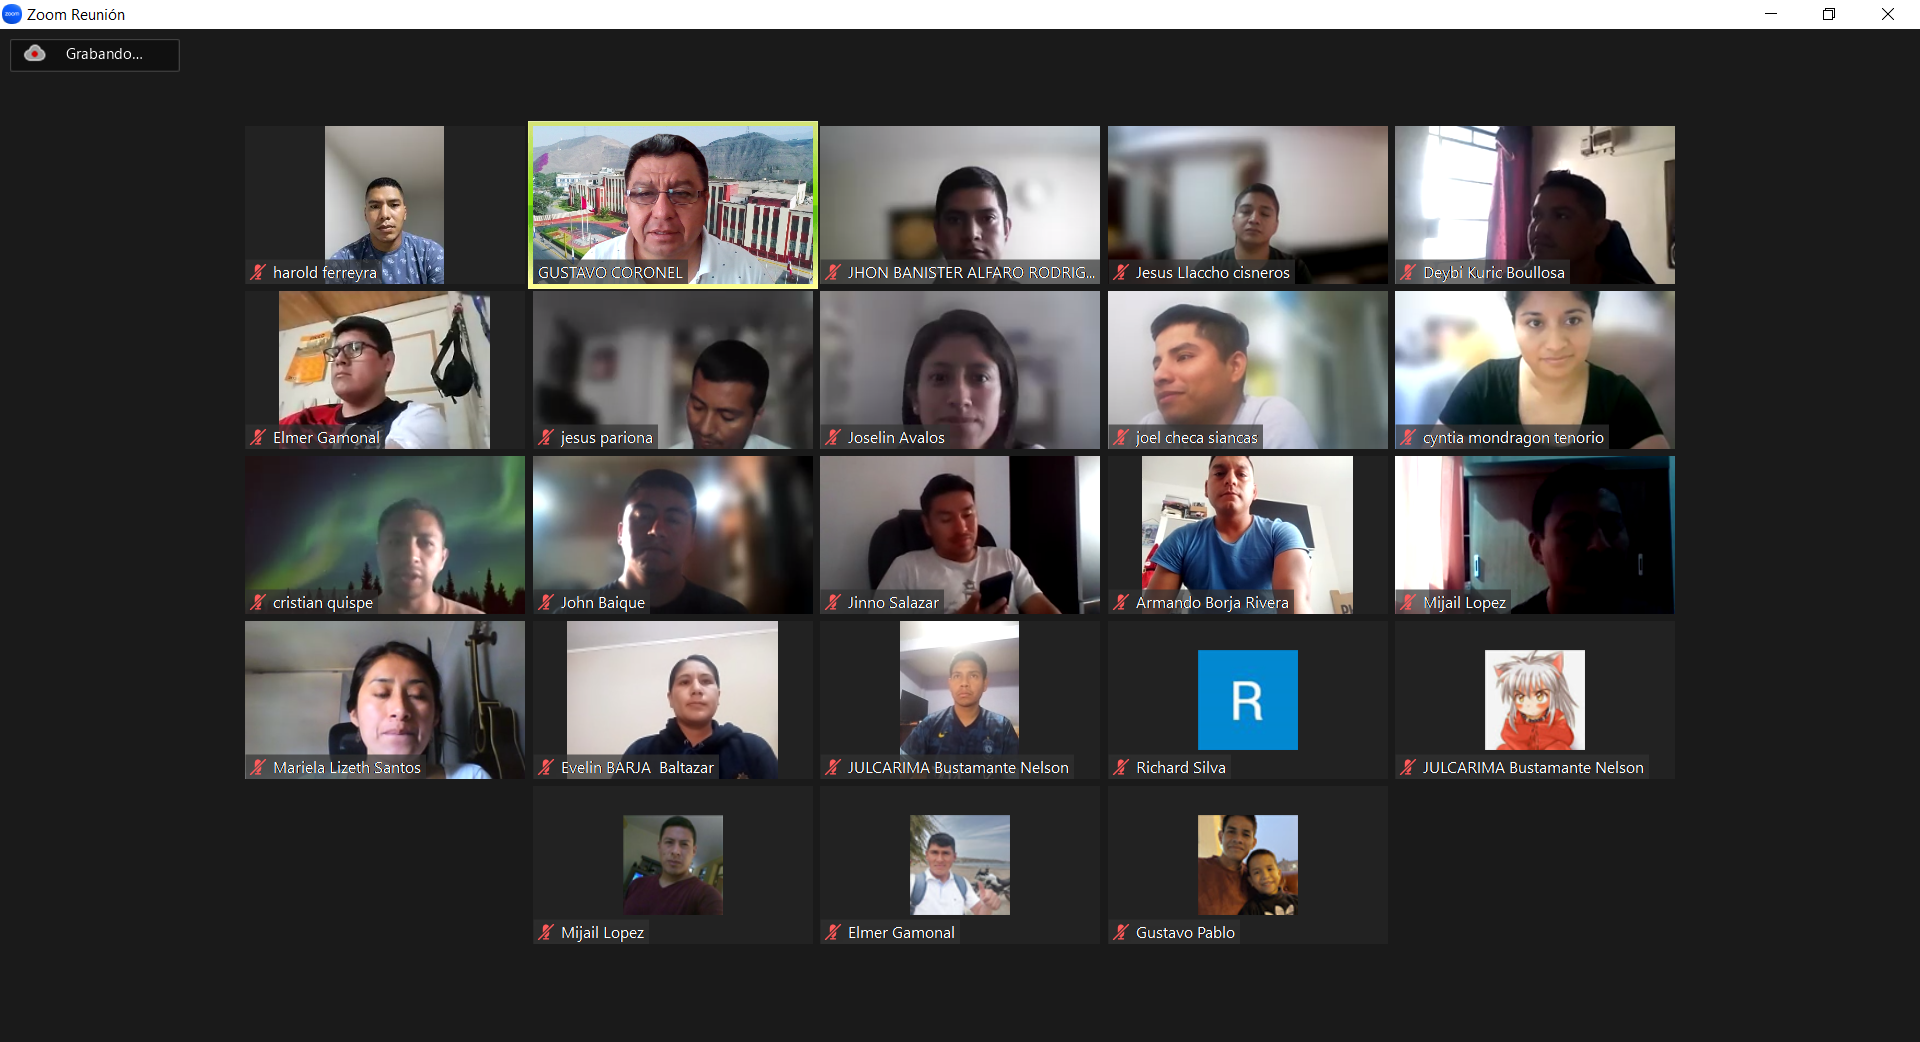 Zoom Reunión
Grabando...
harold ferreyra
GUSTAVO CORONEL
JHON BANISTER ALFARO RODRIG...
Jesus Llaccho cisneros
Deybi Kuric Boullosa
Elmer Gamonal
jesus pariona
Joselin Avalos
joel checa siancas
cyntia mondragon tenorio
cristian quispe
John Baique
Jinno Salazar
Armando Borja Rivera
Mijail Lopez
Mariela Lizeth Santos
Evelin BARJA Baltazar
JULCARIMA Bustamante Nelson
R
Richard Silva
JULCARIMA Bustamante Nelson
Mijail Lopez
Elmer Gamonal
Gustavo Pablo